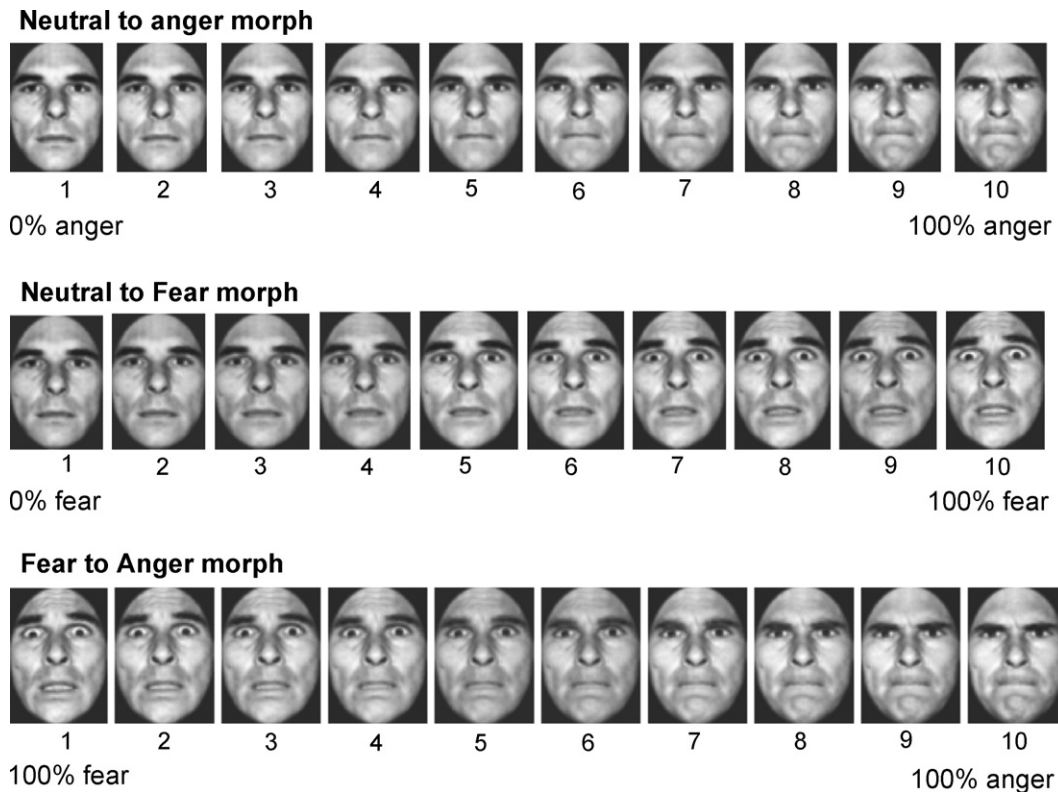 Neutral to anger morph
1 2 3 4 5 6 7 8 9 10
0% anger 100% anger
Neutral to Fear morph
1 2 3 4 5 6 7 8 9 10
0% fear 100% fear
Fear to Anger morph
1 2 3 4 5 6 7 8 9 10
100% fear 100% anger